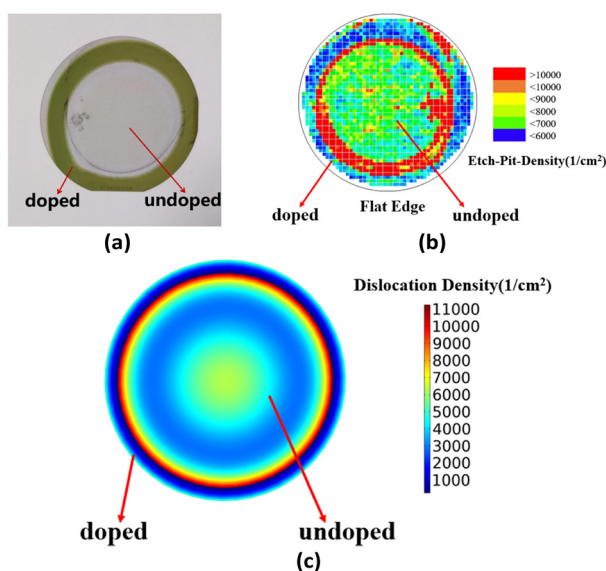 doped
undoped
(a)
>10000
<10000
<9000
<8000
<7000
<6000
Etch-Pit-Density(1/cm²)
doped
Flat Edge
undoped
(b)
Dislocation Density(1/cm²)
11000
10000
9000
8000
7000
6000
5000
4000
3000
2000
1000
doped
undoped
(c)